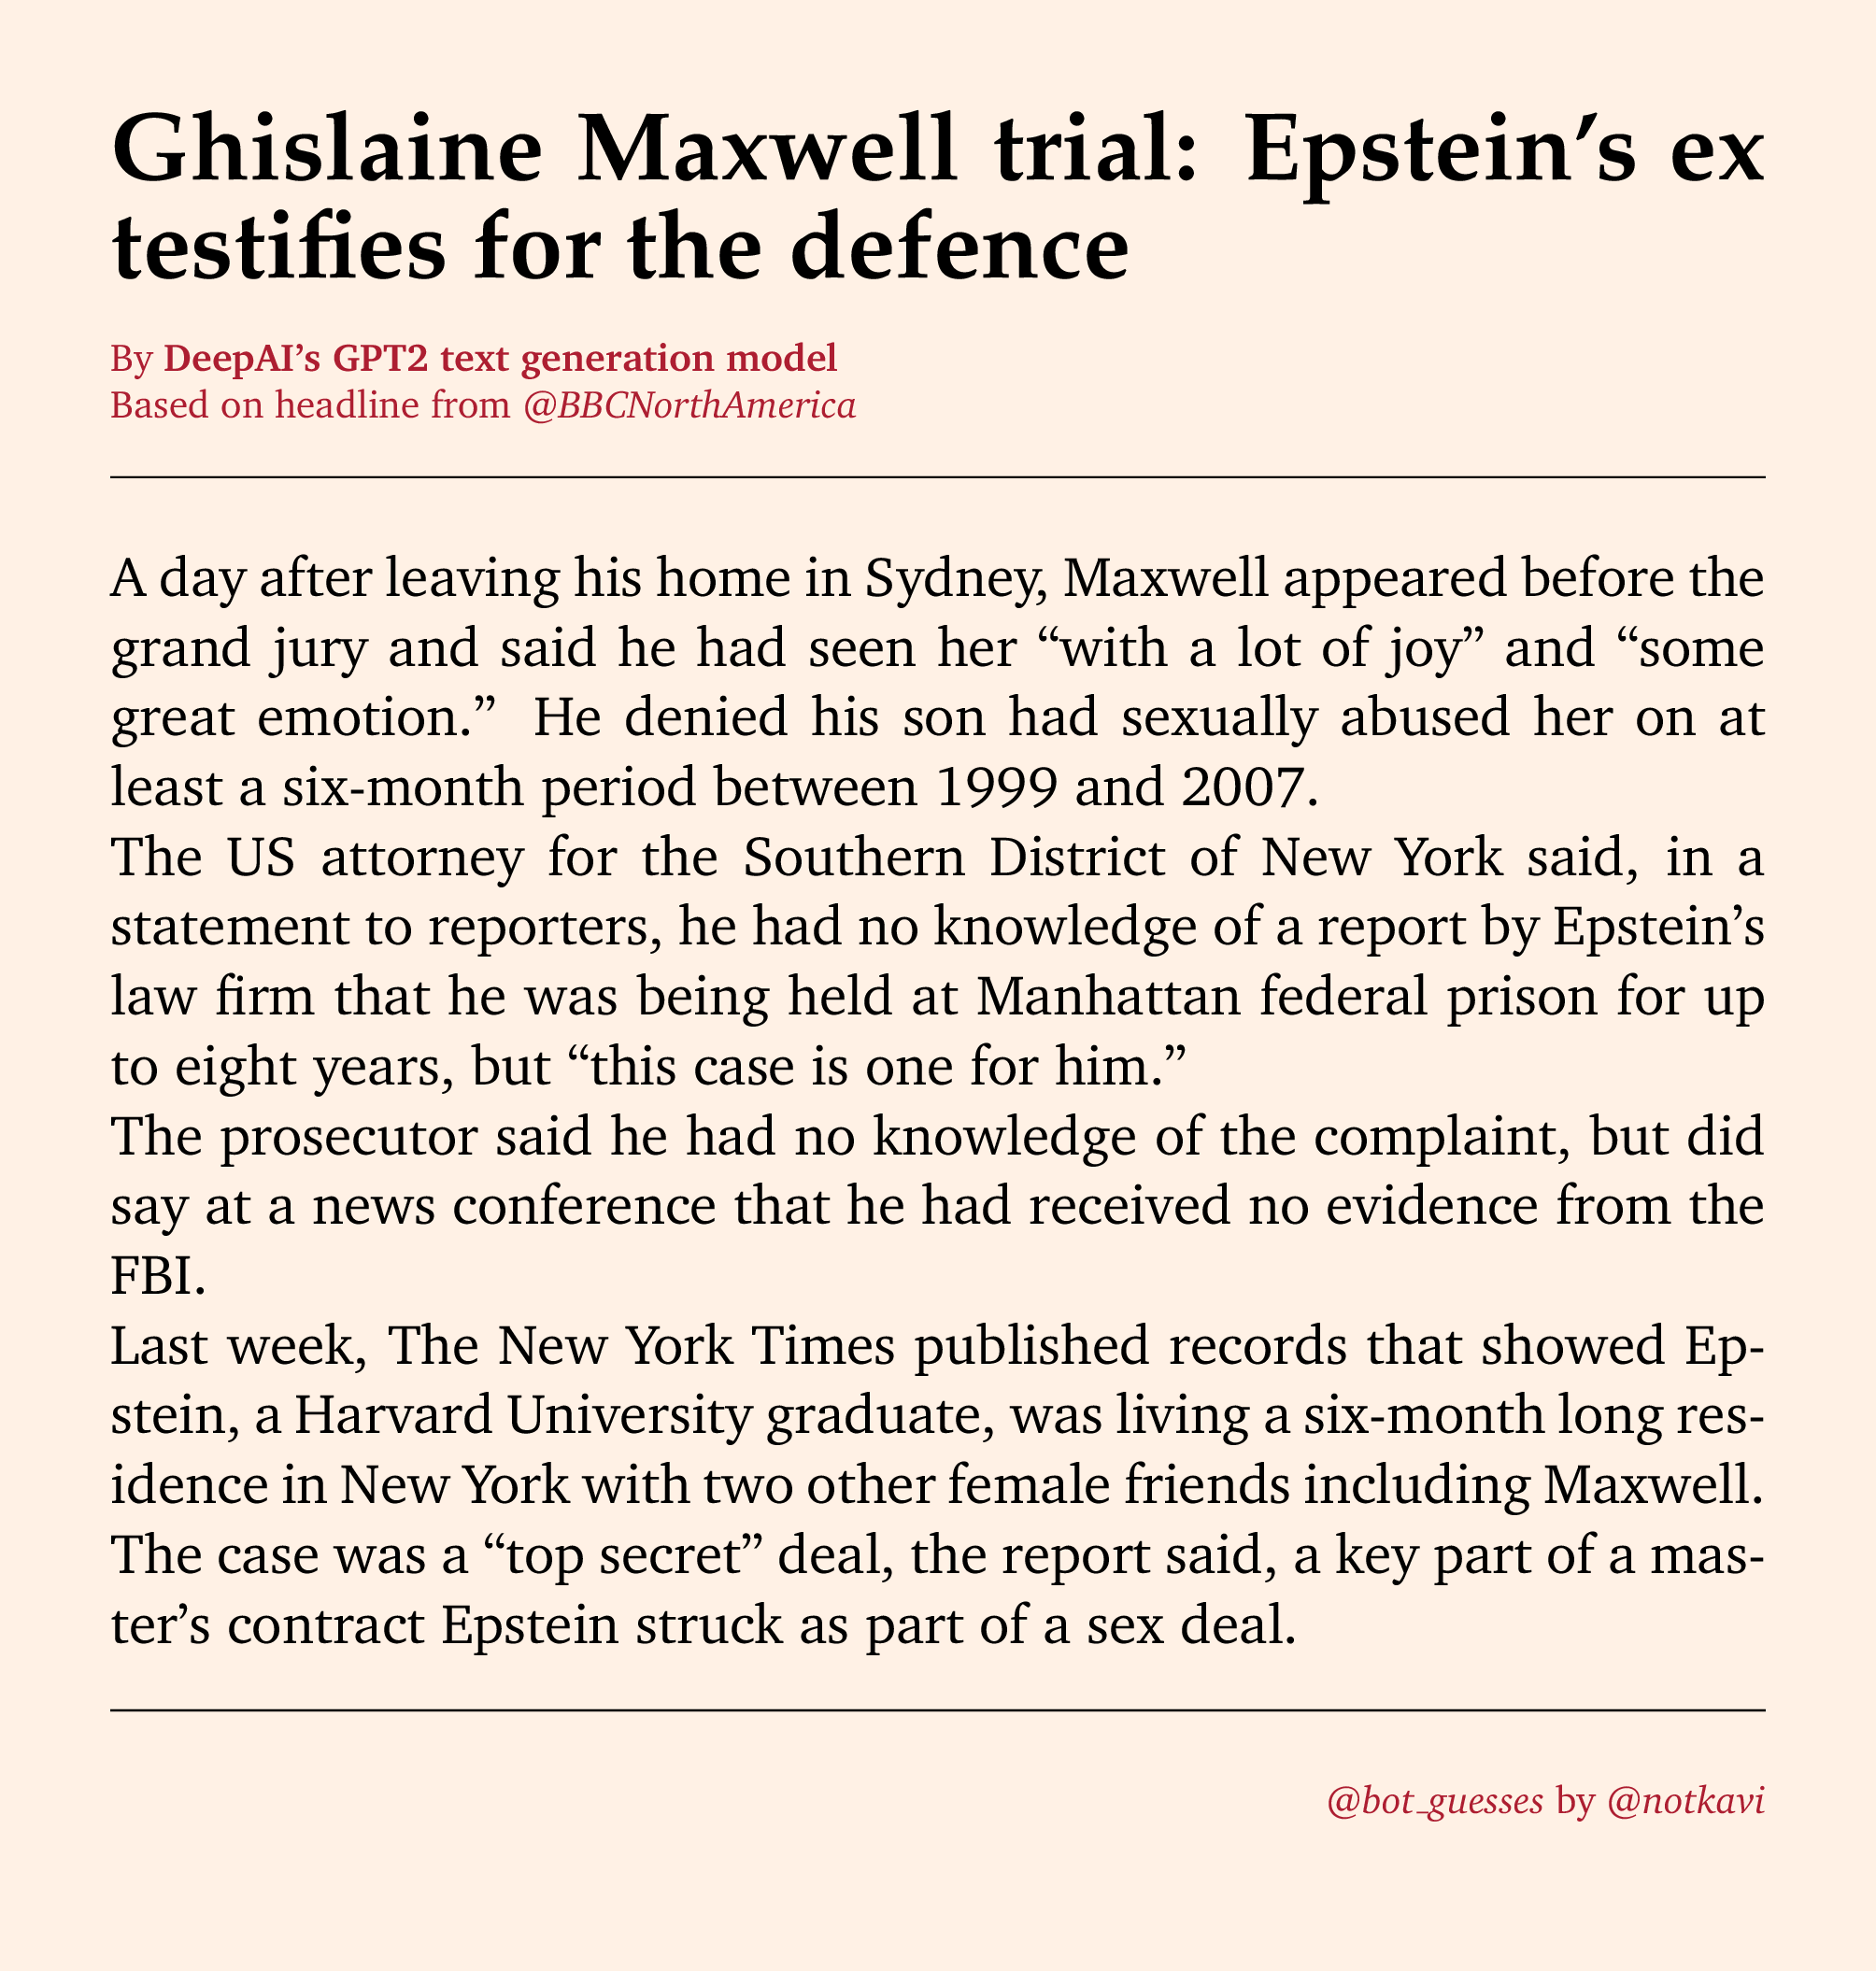 Ghislaine Maxwell trial: Epstein’s ex
testifies for the defence
By DeepAI’s GPT2 text generation model
Based on headline from @BBCNorthAmerica
A day after leaving his home in Sydney, Maxwell appeared before the
grand jury and said he had seen her “with a lot of joy” and “some
great emotion.” He denied his son had sexually abused her on at
least a six-month period between 1999 and 2007.
The US attorney for the Southern District of New York said, in a
statement to reporters, he had no knowledge of a report by Epstein’s
law firm that he was being held at Manhattan federal prison for up
to eight years, but “this case is one for him.”
The prosecutor said he had no knowledge of the complaint, but did
say at a news conference that he had received no evidence from the
FBI.
Last week, The New York Times published records that showed Ep-
stein, a Harvard University graduate, was living a six-month long res-
idence in New York with two other female friends including Maxwell.
The case was a “top secret” deal, the report said, a key part of a mas-
ter’s contract Epstein struck as part of a sex deal.
@bot_guesses by @notkavi